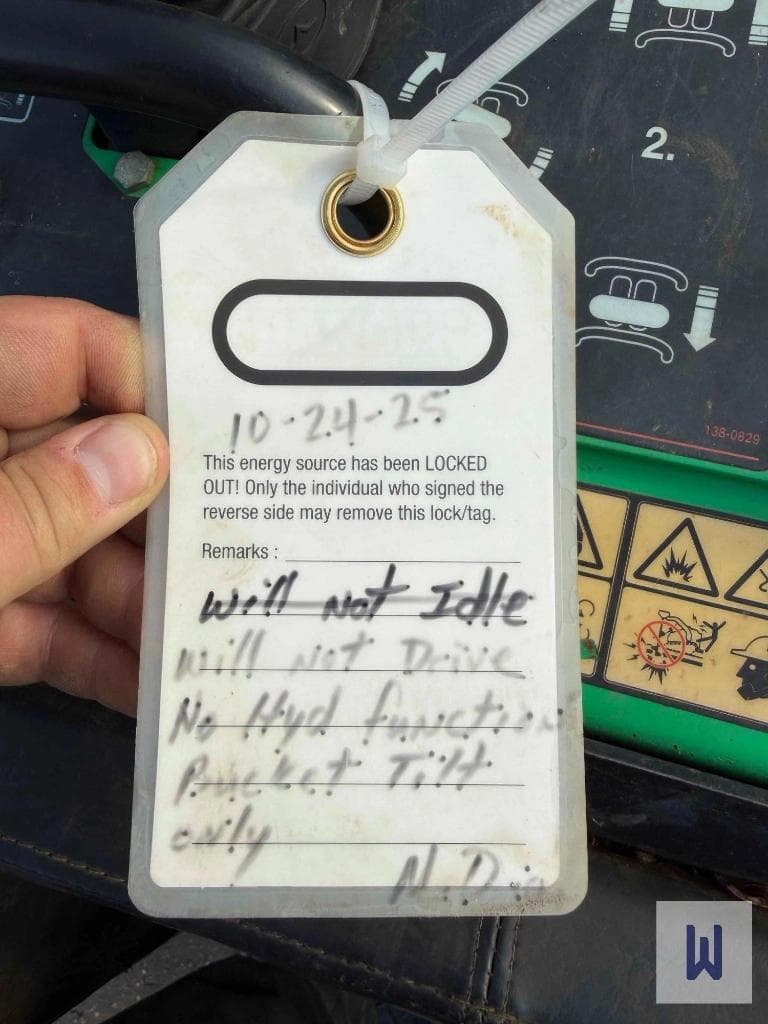 2.
138-0829
10-24-25
This energy source has been LOCKED
OUT! Only the individual who signed the
reverse side may remove this lock/tag.
Remarks :
Will Not Idle
Will Not Drive
No Hyd function
Bucket Tilt
only
W